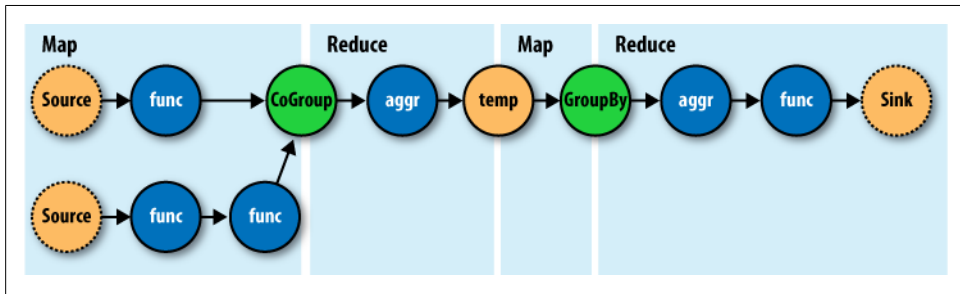 Map
Reduce
Map
Reduce
Source
func
CoGroup
aggr
temp
GroupBy
aggr
func
Sink
Source
func
func